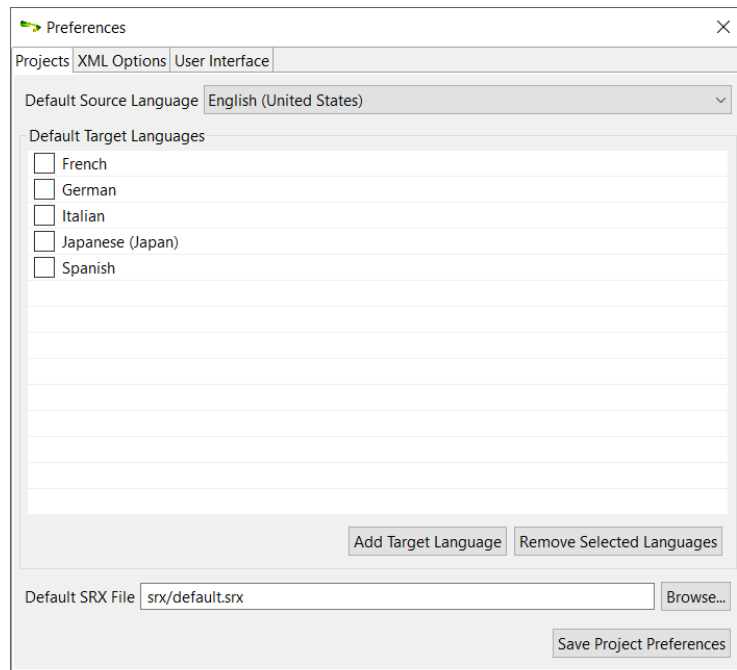 Preferences
Projects XML Options User Interface
Default Source Language English (United States)
Default Target Languages
French
German
Italian
Japanese (Japan)
Spanish
Add Target Language Remove Selected Languages
Default SRX File srx/default.srx Browse...
Save Project Preferences